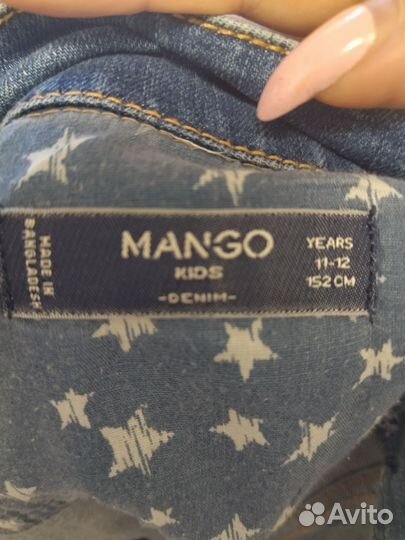 MADE IN
BANGLADESH
MANGO
KIDS
-DENIM-
YEARS
11-12
152 CM
Avito